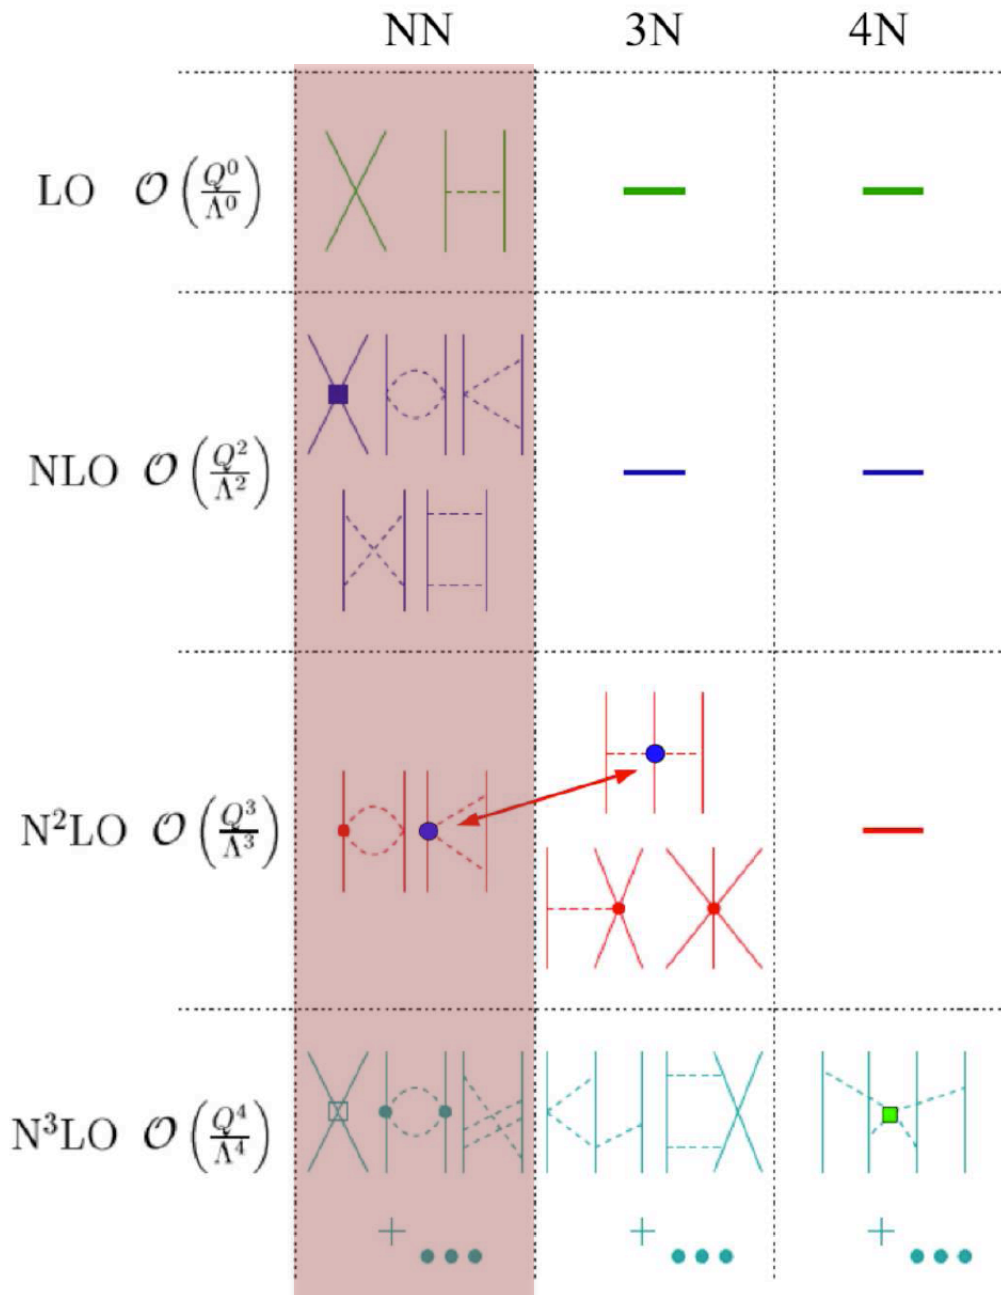 NN 3N 4N
LO 𝒪(Q⁰/Λ⁰)
NLO 𝒪(Q²/Λ²)
N²LO 𝒪(Q³/Λ³)
N³LO 𝒪(Q⁴/Λ⁴)
+ ••• + ••• + •••